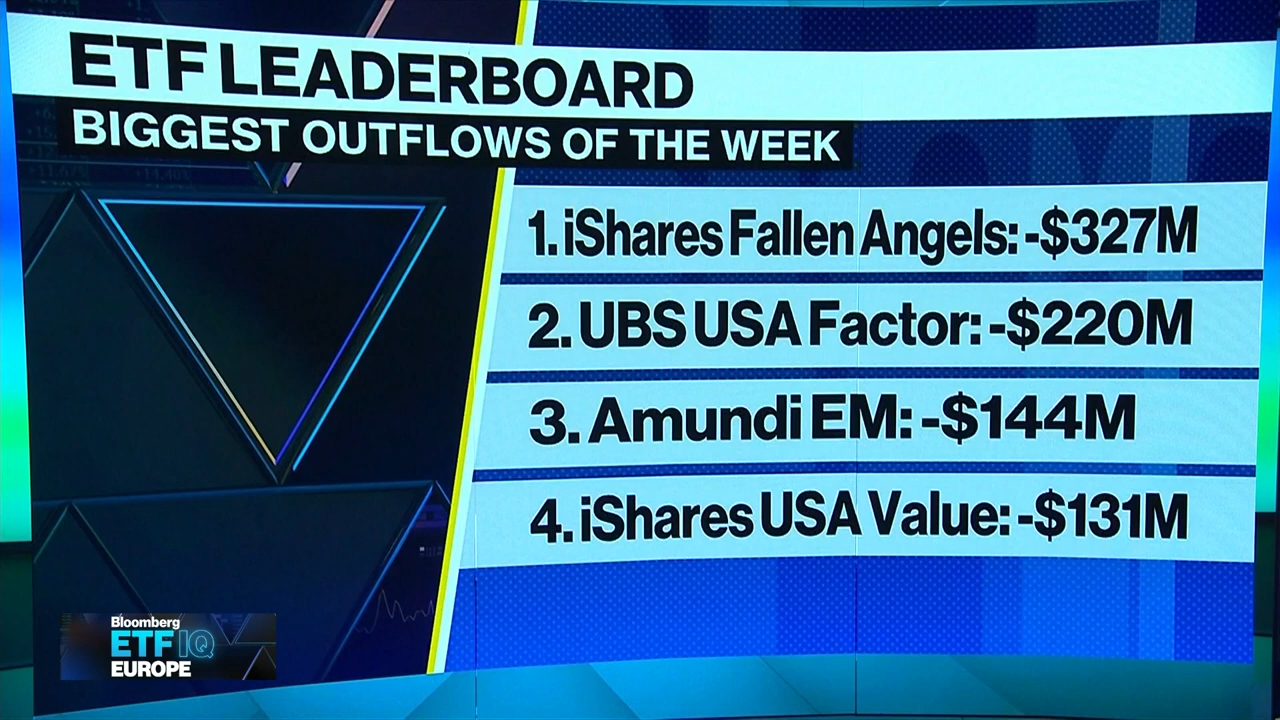 ETF LEADERBOARD
BIGGEST OUTFLOWS OF THE WEEK
1. iShares Fallen Angels: -$327M
2. UBS USA Factor: -$220M
3. Amundi EM: -$144M
4. iShares USA Value: -$131M
Bloomberg
ETF IQ
EUROPE